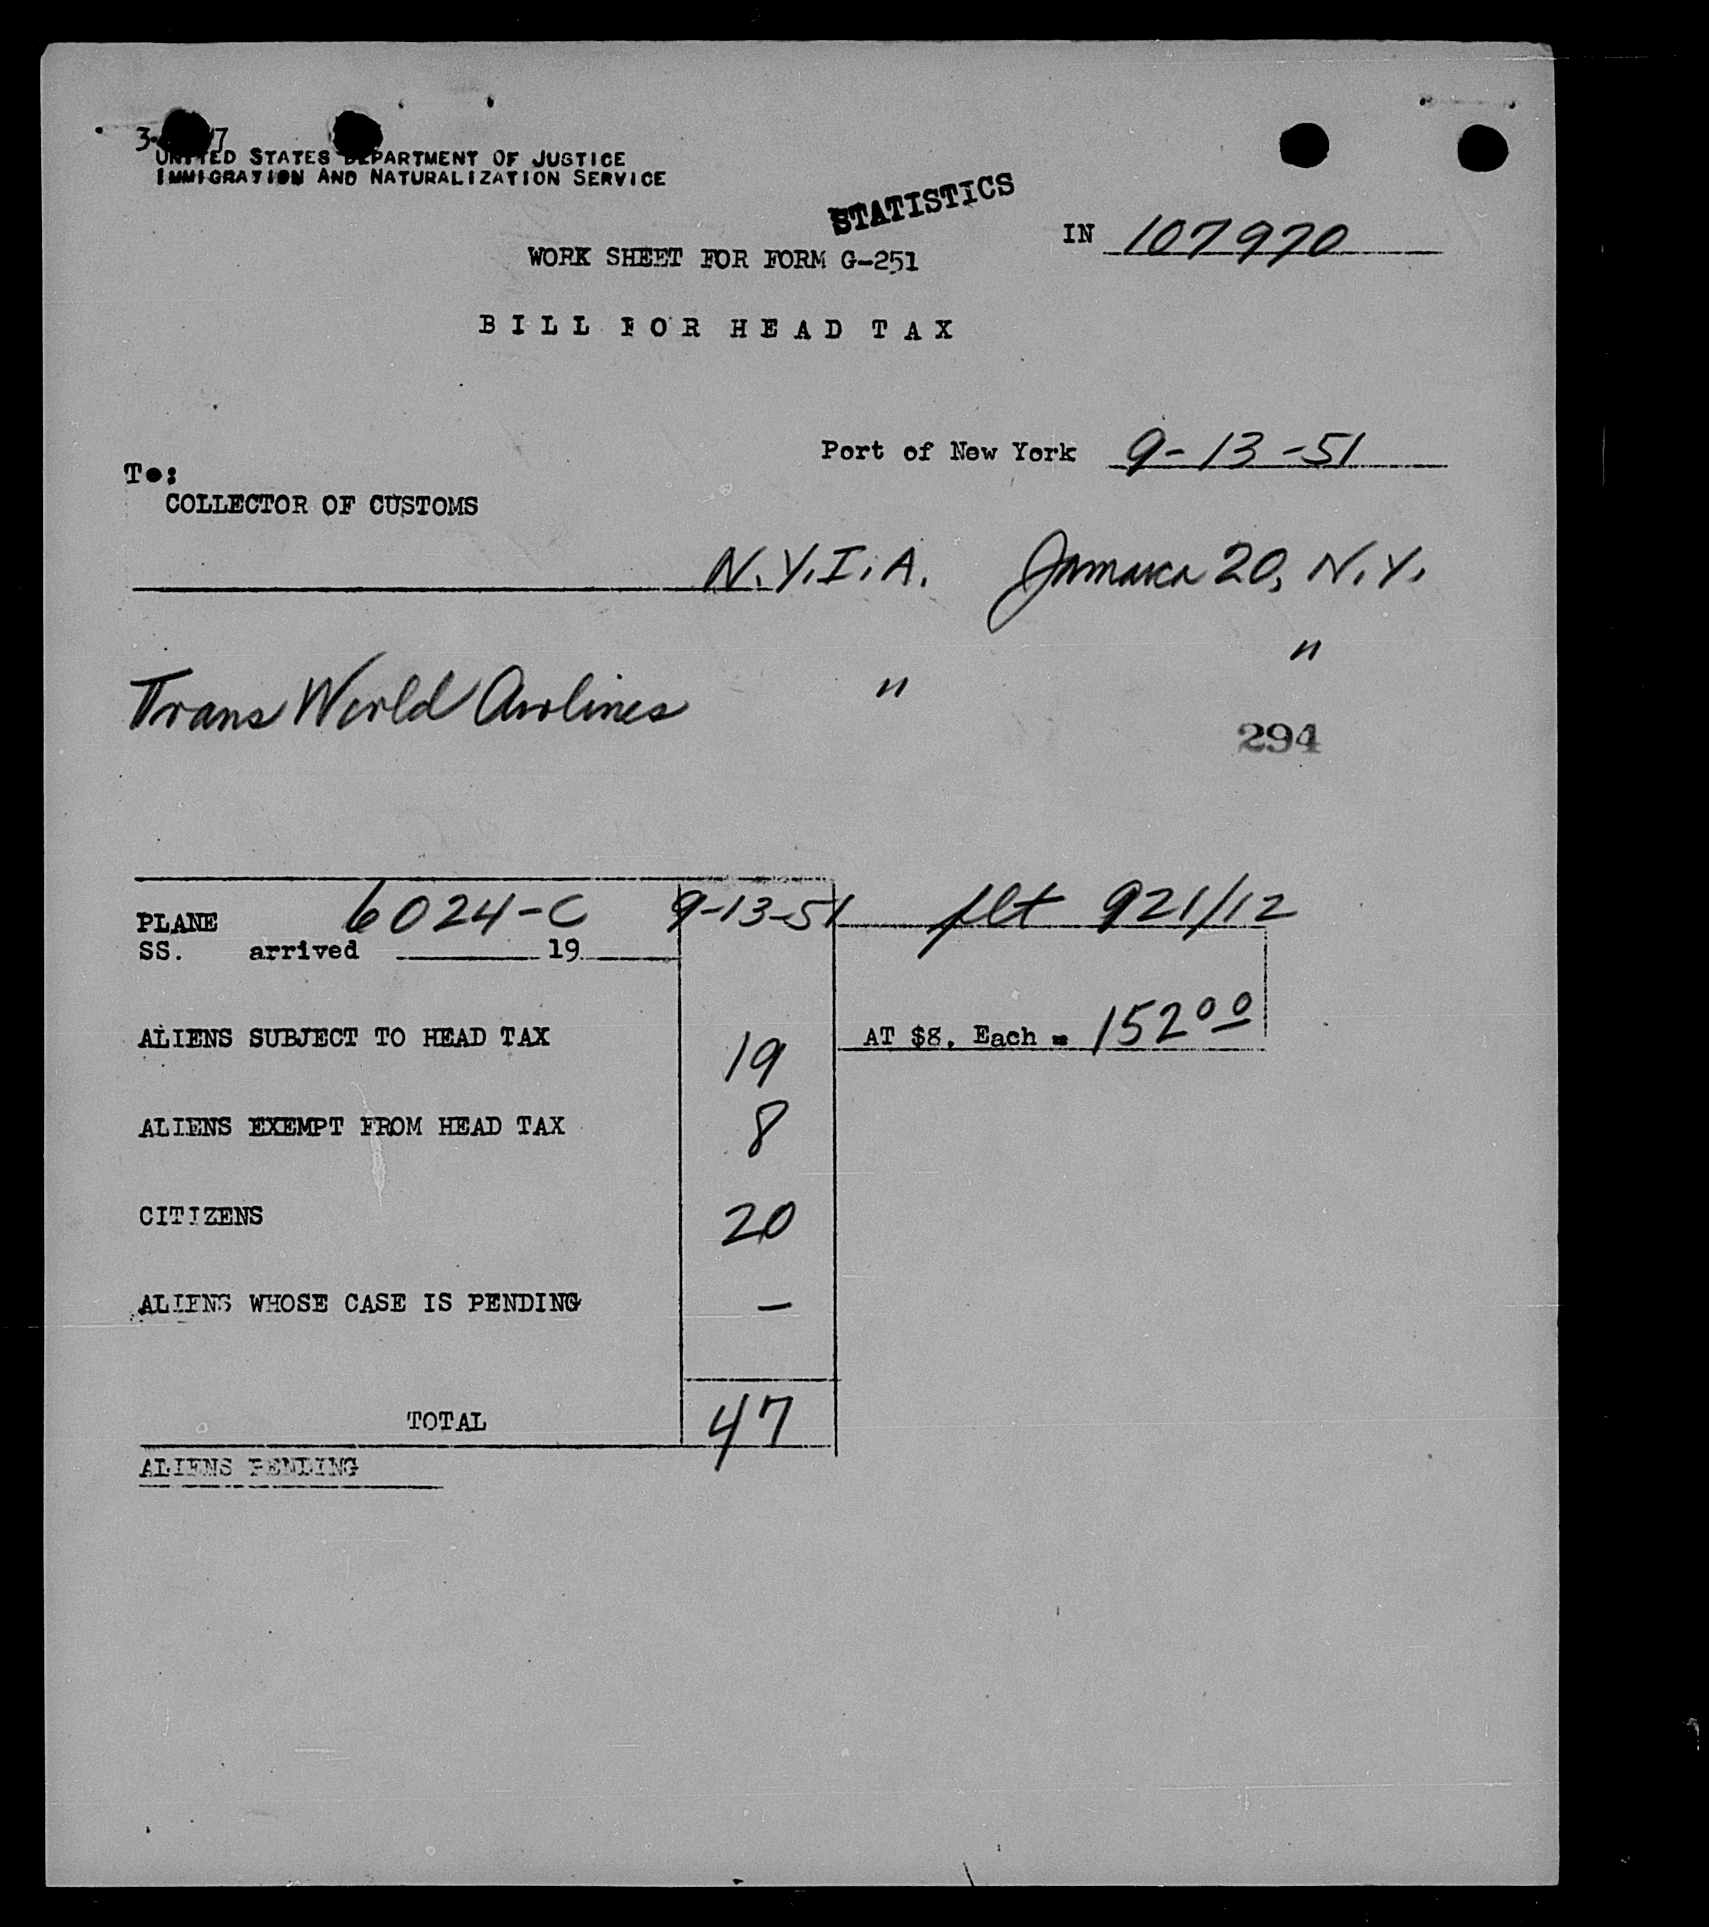 UNITED STATES DEPARTMENT OF JUSTICE
IMMIGRATION AND NATURALIZATION SERVICE
STATISTICS
IN 107970
WORK SHEET FOR FORM G-251
BILL FOR HEAD TAX
Port of New York 9-13-51
To:
COLLECTOR OF CUSTOMS
N.Y.I.A. Jamaica 20, N.Y.
Trans World Airlines " "
294
PLANE 6024-C 9-13-51 flt 921/12
SS. arrived 19
ALIENS SUBJECT TO HEAD TAX 19 AT $8. Each = 152 00
ALIENS EXEMPT FROM HEAD TAX 8
CITIZENS 20
ALIENS WHOSE CASE IS PENDING —
TOTAL 47
ALIENS PENDING